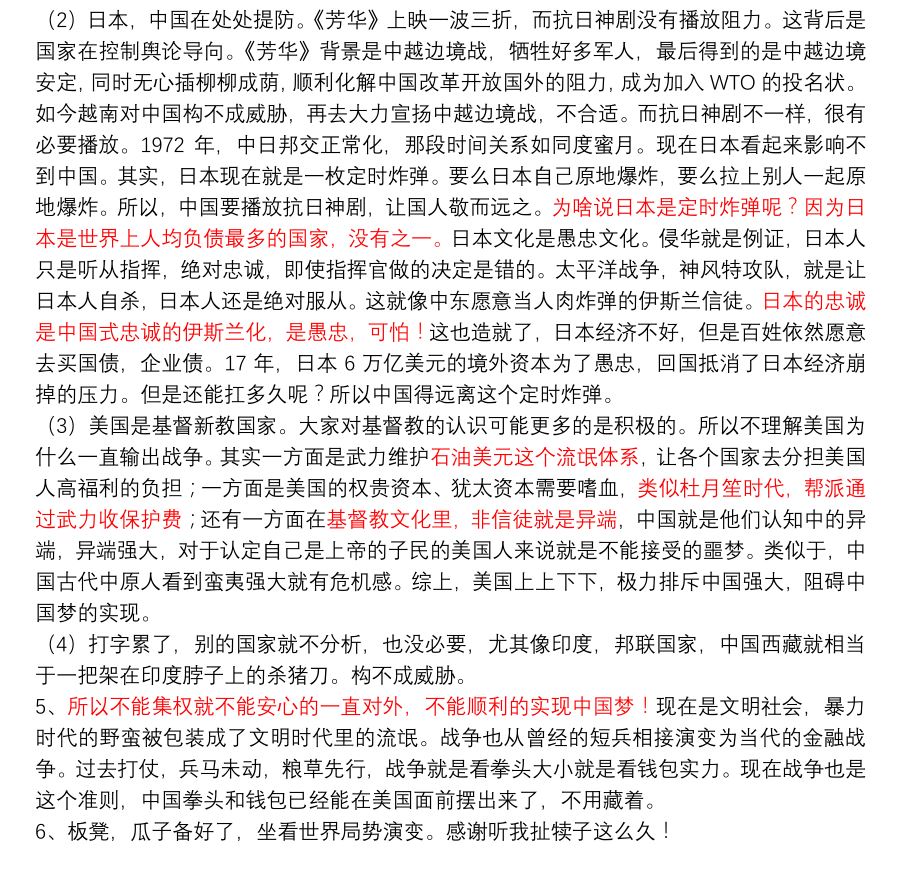 （2）日本，中国在处处提防。《芳华》上映一波三折，而抗日神剧没有播放阻力。这背后是
国家在控制舆论导向。《芳华》背景是中越边境战，牺牲好多军人，最后得到的是中越边境
安定，同时无心插柳柳成荫，顺利化解中国改革开放国外的阻力，成为加入 WTO 的投名状。
如今越南对中国构不成威胁，再去大力宣扬中越边境战，不合适。而抗日神剧不一样，很有
必要播放。1972 年，中日邦交正常化，那段时间关系如同度蜜月。现在日本看起来影响不
到中国。其实，日本现在就是一枚定时炸弹。要么日本自己原地爆炸，要么拉上别人一起原
地爆炸。所以，中国要播放抗日神剧，让国人敬而远之。为啥说日本是定时炸弹呢？因为日
本是世界上人均负债最多的国家，没有之一。日本文化是愚忠文化。侵华就是例证，日本人
只是听从指挥，绝对忠诚，即使指挥官做的决定是错的。太平洋战争，神风特攻队，就是让
日本人自杀，日本人还是绝对服从。这就像中东愿意当人肉炸弹的伊斯兰信徒。日本的忠诚
是中国式忠诚的伊斯兰化，是愚忠，可怕！这也造就了，日本经济不好，但是百姓依然愿意
去买国债，企业债。17 年，日本 6 万亿美元的境外资本为了愚忠，回国抵消了日本经济崩
掉的压力。但是还能扛多久呢？所以中国得远离这个定时炸弹。
（3）美国是基督新教国家。大家对基督教的认识可能更多的是积极的。所以不理解美国为
什么一直输出战争。其实一方面是武力维护石油美元这个流氓体系，让各个国家去分担美国
人高福利的负担；一方面是美国的权贵资本、犹太资本需要嗜血，类似杜月笙时代，帮派通
过武力收保护费；还有一方面在基督教文化里，非信徒就是异端，中国就是他们认知中的异
端，异端强大，对于认定自己是上帝的子民的美国人来说就是不能接受的噩梦。类似于，中
国古代中原人看到蛮夷强大就有危机感。综上，美国上上下下，极力排斥中国强大，阻碍中
国梦的实现。
（4）打字累了，别的国家就不分析，也没必要，尤其像印度，邦联国家，中国西藏就相当
于一把架在印度脖子上的杀猪刀。构不成威胁。
5、所以不能集权就不能安心的一直对外，不能顺利的实现中国梦！现在是文明社会，暴力
时代的野蛮被包装成了文明时代里的流氓。战争也从曾经的短兵相接演变为当代的金融战
争。过去打仗，兵马未动，粮草先行，战争就是看拳头大小就是看钱包实力。现在战争也是
这个准则，中国拳头和钱包已经能在美国面前摆出来了，不用藏着。
6、板凳，瓜子备好了，坐看世界局势演变。感谢听我扯犊子这么久！